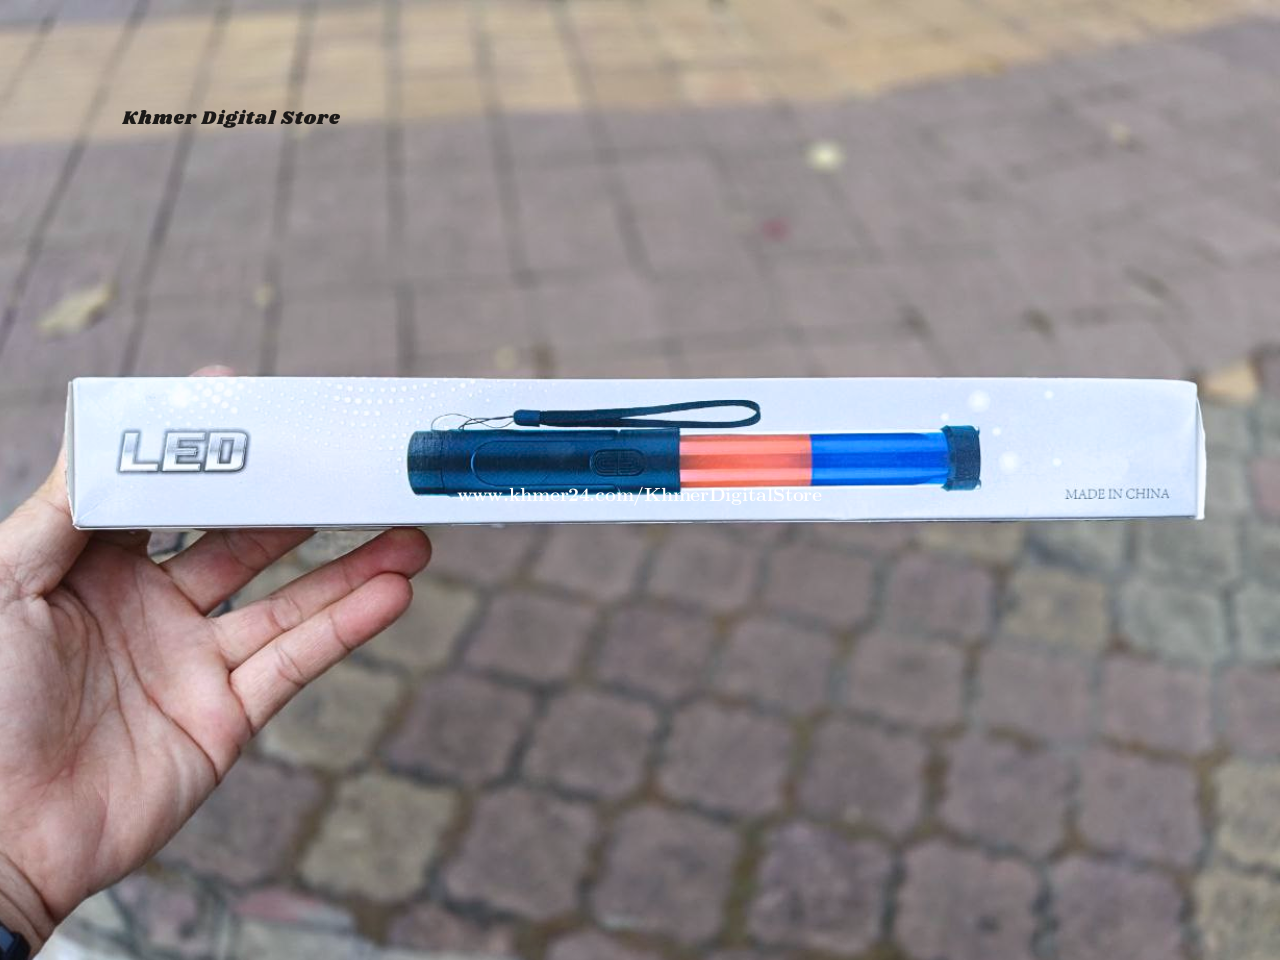 Khmer Digital Store
LED
www.khmer24.com/KhmerDigitalStore
MADE IN CHINA